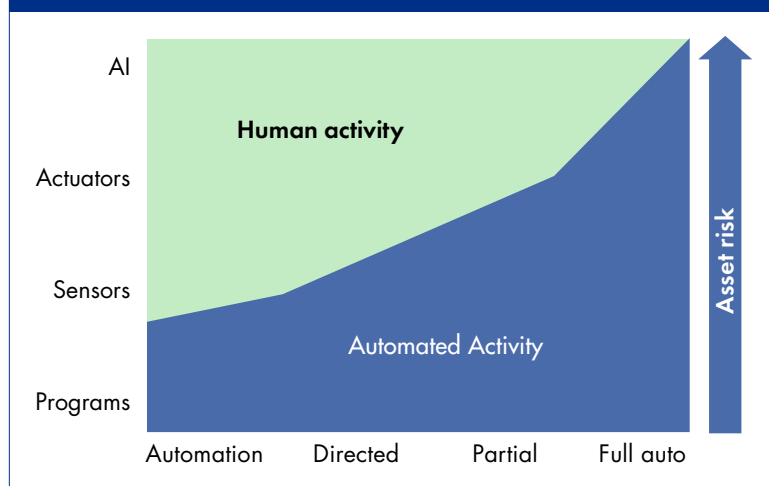 AI
Human activity
Actuators
Sensors
Automated Activity
Programs
Asset risk
Automation Directed Partial Full auto